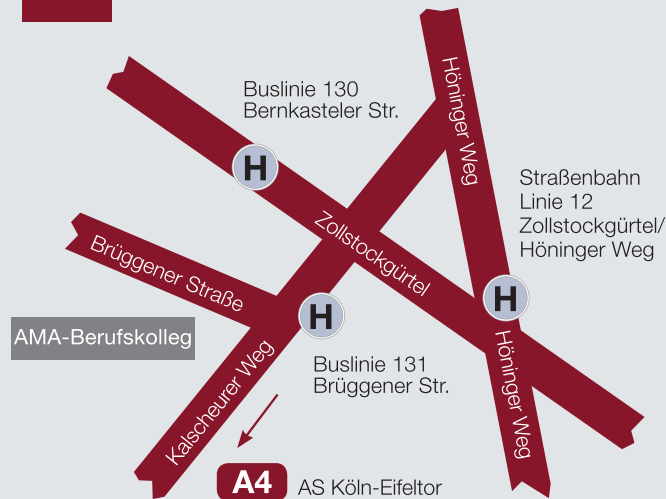 Höninger Weg
Buslinie 130
Bernkasteler Str.
H
Straßenbahn
Linie 12
Zollstockgürtel/
Höninger Weg
Zollstockgürtel
Brüggener Straße
H
H
AMA-Berufskolleg
Buslinie 131
Brüggener Str.
Höninger Weg
Kalscheurer Weg
A4 AS Köln-Eifeltor